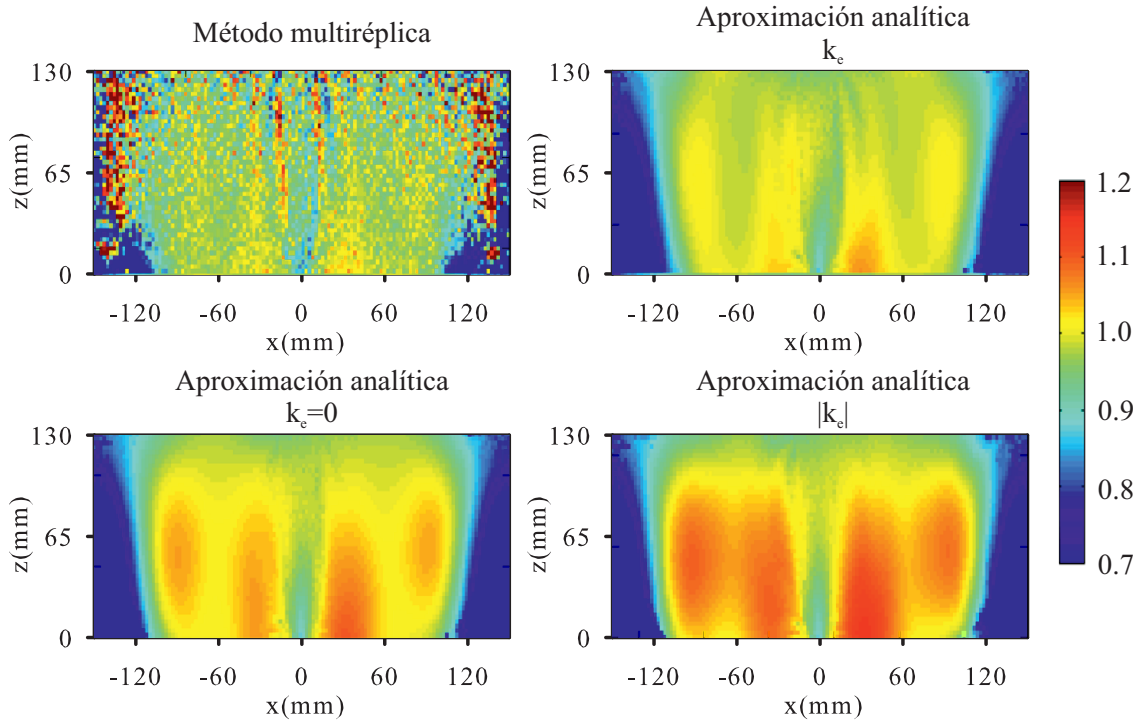 Método multiréplica
130
65
0
z(mm)
-120 -60 0 60 120
x(mm)
Aproximación analítica
k_e
130
65
0
z(mm)
-120 -60 0 60 120
x(mm)
Aproximación analítica
k_e=0
130
65
0
z(mm)
-120 -60 0 60 120
x(mm)
Aproximación analítica
|k_e|
130
65
0
z(mm)
-120 -60 0 60 120
x(mm)
1.2
1.1
1.0
0.9
0.8
0.7